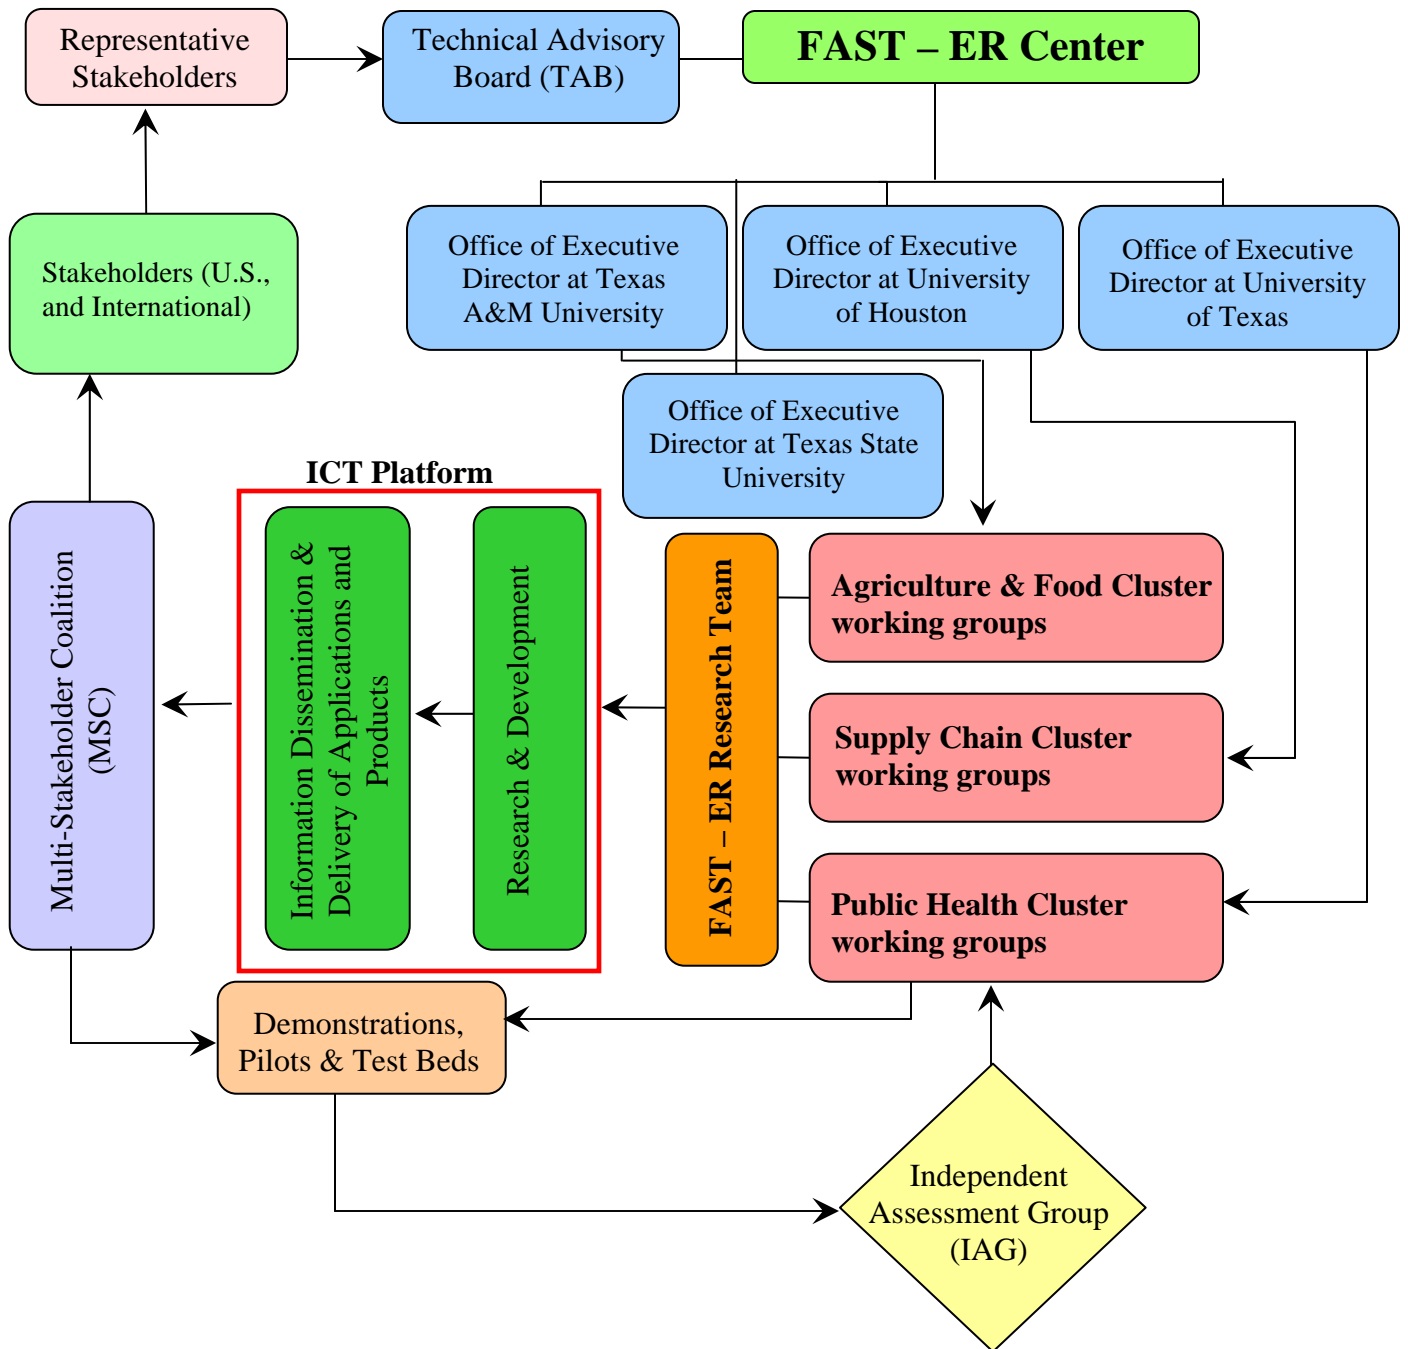 Representative
Stakeholders
Technical Advisory
Board (TAB)
FAST – ER Center
Stakeholders (U.S.,
and International)
Office of Executive
Director at Texas
A&M University
Office of Executive
Director at University
of Houston
Office of Executive
Director at University
of Texas
Office of Executive
Director at Texas State
University
ICT Platform
Multi-Stakeholder Coalition
(MSC)
Information Dissemination &
Delivery of Applications and
Products
Research & Development
FAST – ER Research Team
Agriculture & Food Cluster
working groups
Supply Chain Cluster
working groups
Public Health Cluster
working groups
Demonstrations,
Pilots & Test Beds
Independent
Assessment Group
(IAG)